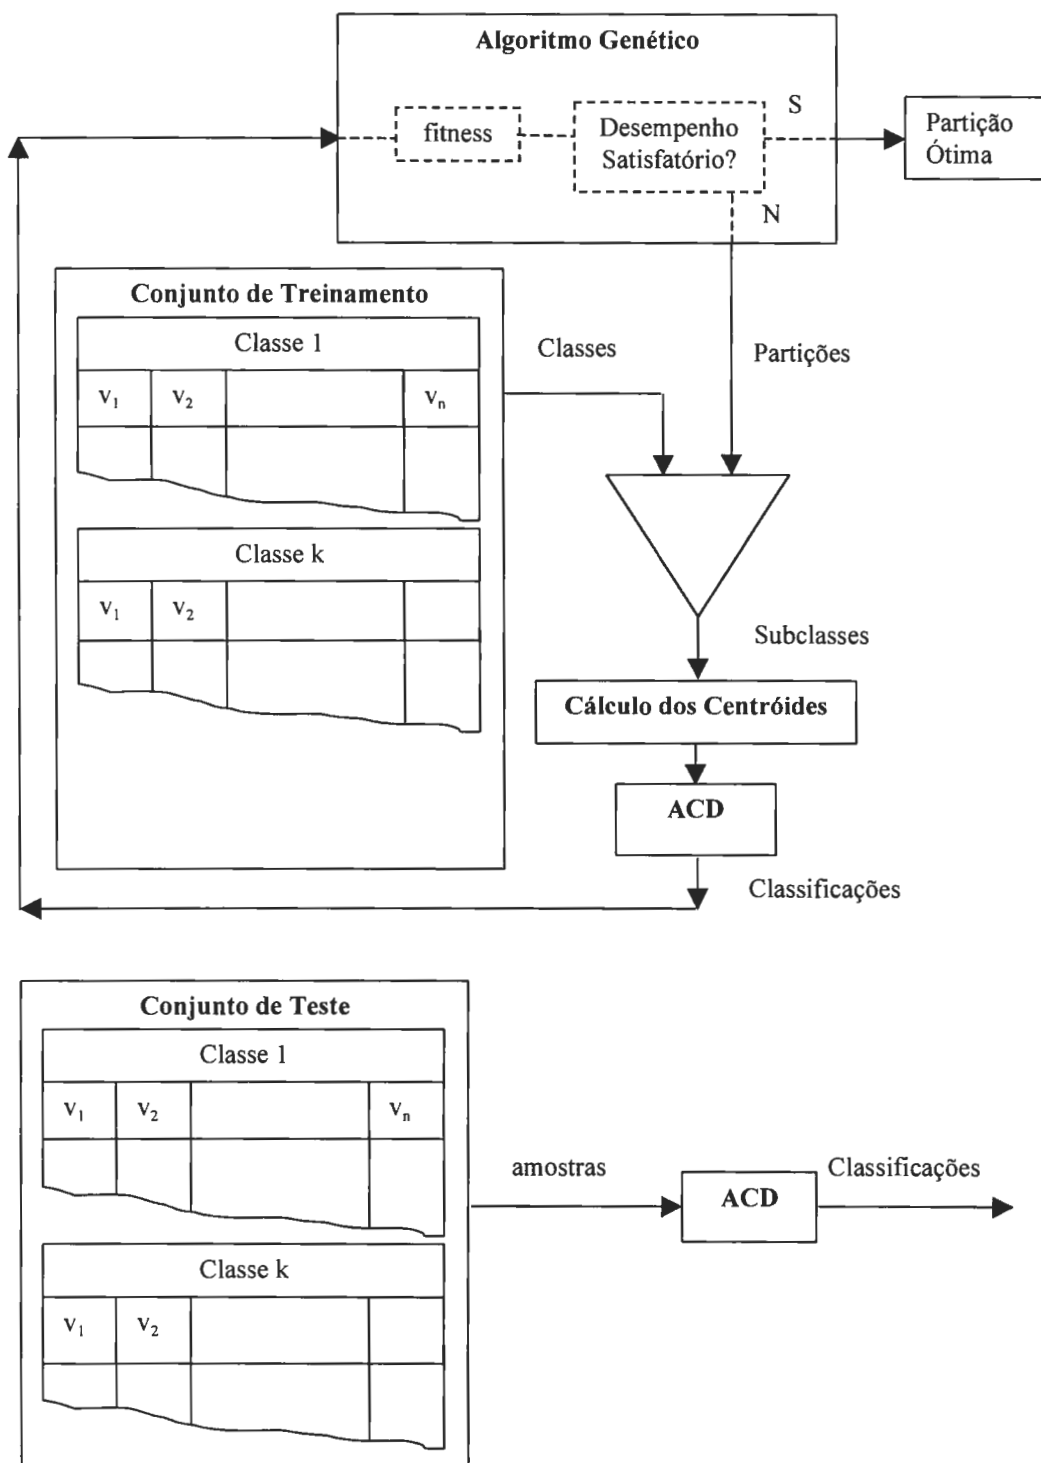 Algoritmo Genético
fitness
Desempenho
Satisfatório?
S
N
Partição
Ótima
Conjunto de Treinamento
Classe 1
v1 v2 vn
Classe k
v1 v2
Classes
Partições
Subclasses
Cálculo dos Centróides
ACD
Classificações
Conjunto de Teste
Classe 1
v1 v2 vn
Classe k
v1 v2
amostras
ACD
Classificações